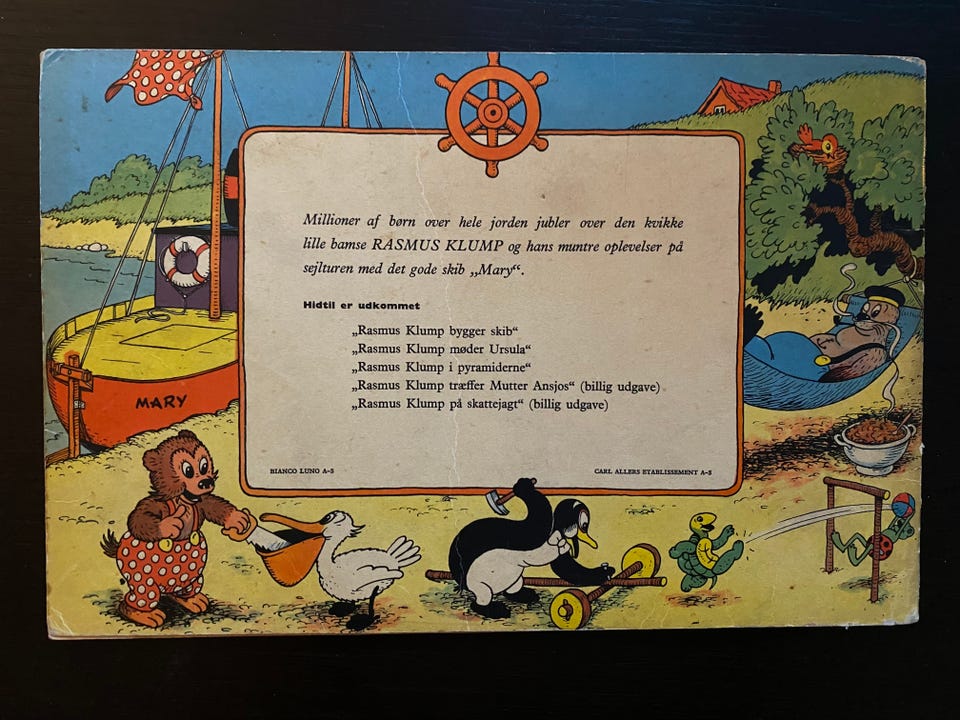 Millioner af børn over hele jorden jubler over den kvikke
lille bamse RASMUS KLUMP og hans muntre oplevelser på
sejlturen med det gode skib „Mary“.
Hidtil er udkommet
„Rasmus Klump bygger skib“
„Rasmus Klump møder Ursula“
„Rasmus Klump i pyramiderne“
„Rasmus Klump træffer Mutter Ansjos“ (billig udgave)
„Rasmus Klump på skattejagt“ (billig udgave)
MARY
BIANCO LUNO A-S
CARL ALLERS ETABLISSEMENT A-S